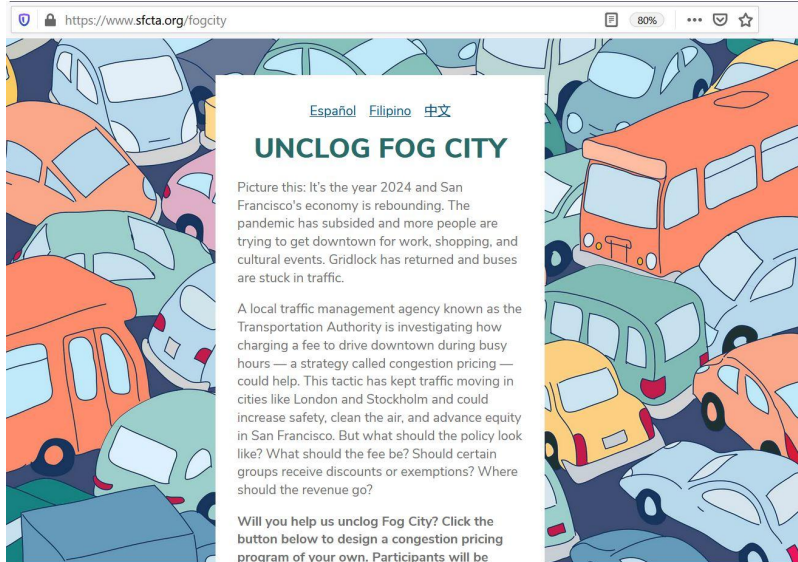 https://www.sfcta.org/fogcity
80%
Español Filipino 中文
UNCLOG FOG CITY
Picture this: It's the year 2024 and San
Francisco's economy is rebounding. The
pandemic has subsided and more people are
trying to get downtown for work, shopping, and
cultural events. Gridlock has returned and buses
are stuck in traffic.
A local traffic management agency known as the
Transportation Authority is investigating how
charging a fee to drive downtown during busy
hours — a strategy called congestion pricing —
could help. This tactic has kept traffic moving in
cities like London and Stockholm and could
increase safety, clean the air, and advance equity
in San Francisco. But what should the policy look
like? What should the fee be? Should certain
groups receive discounts or exemptions? Where
should the revenue go?
Will you help us unclog Fog City? Click the
button below to design a congestion pricing
program of your own. Participants will be